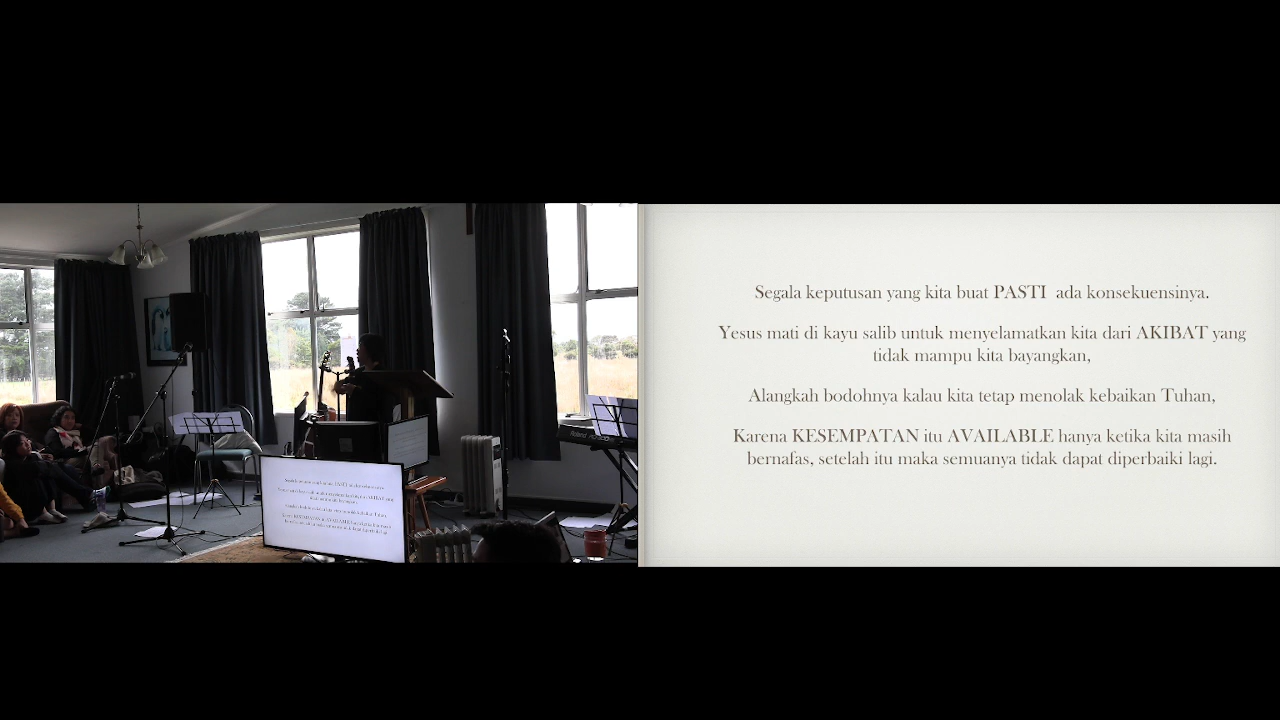 Segala keputusan yang kita buat PASTI ada konsekuensinya.
Yesus mati di kayu salib untuk menyelamatkan kita dari AKIBAT yang
tidak mampu kita bayangkan,
Alangkah bodohnya kalau kita tetap menolak kebaikan Tuhan,
Karena KESEMPATAN itu AVAILABLE hanya ketika kita masih
bernafas, setelah itu maka semuanya tidak dapat diperbaiki lagi.
Roland